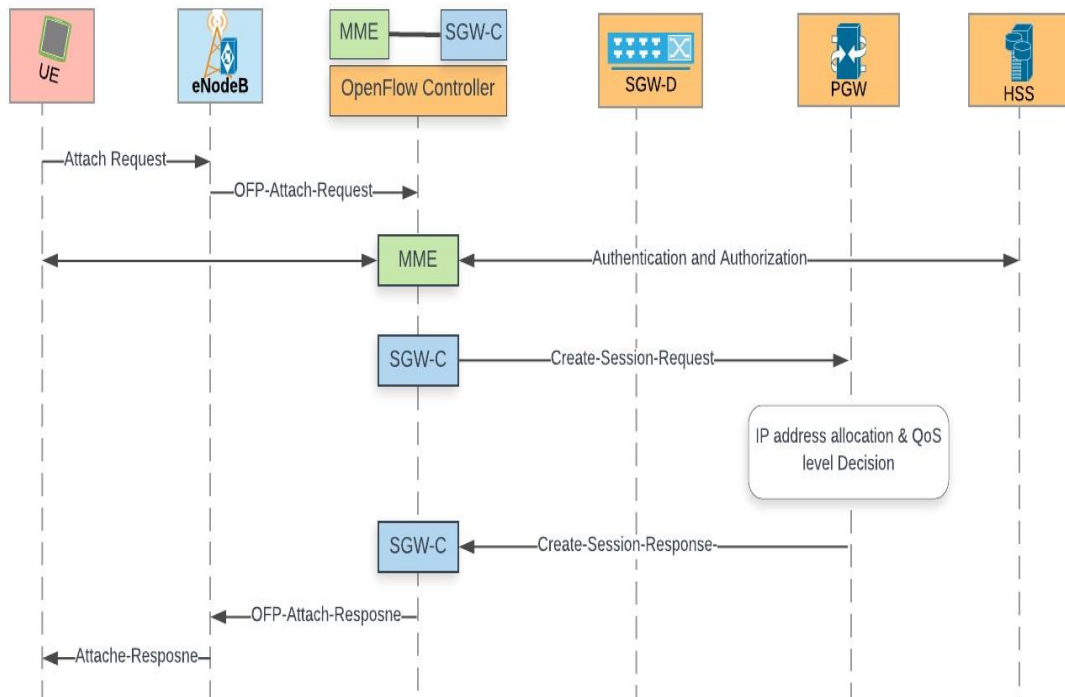 UE
eNodeB
MME
SGW-C
OpenFlow Controller
SGW-D
PGW
HSS
Attach Request
OFP-Attach-Request
MME
Authentication and Authorization
SGW-C
Create-Session-Request
IP address allocation & QoS
level Decision
SGW-C
Create-Session-Response-
OFP-Attach-Resposne
Attache-Resposne